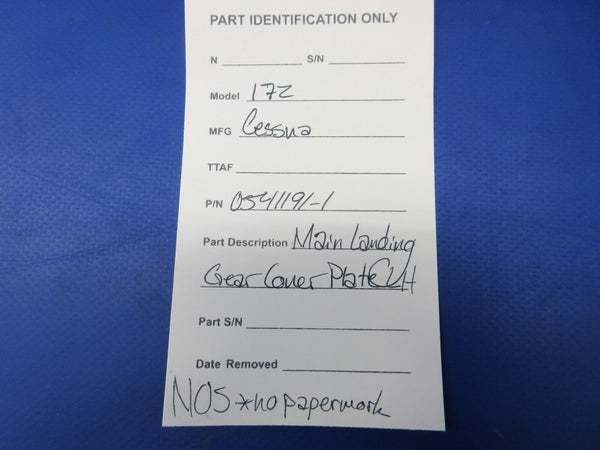 PART IDENTIFICATION ONLY
N S/N
Model 172
MFG Cessna
TTAF
P/N 0541191-1
Part Description Main Landing
Gear Cover Plate LH
Part S/N
Date Removed
NOS *no paperwork